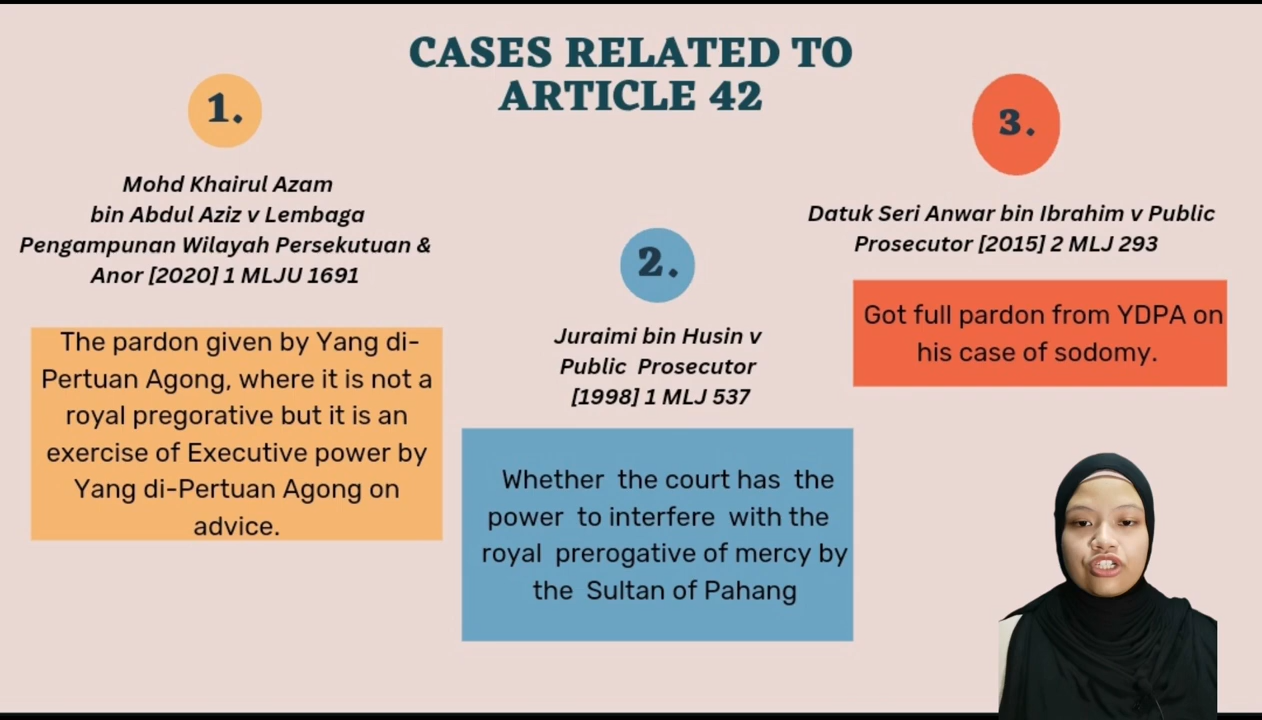 CASES RELATED TO
ARTICLE 42
1.
Mohd Khairul Azam
bin Abdul Aziz v Lembaga
Pengampunan Wilayah Persekutuan &
Anor [2020] 1 MLJU 1691
The pardon given by Yang di-
Pertuan Agong, where it is not a
royal pregorative but it is an
exercise of Executive power by
Yang di-Pertuan Agong on
advice.
2.
Juraimi bin Husin v
Public Prosecutor
[1998] 1 MLJ 537
Whether the court has the
power to interfere with the
royal prerogative of mercy by
the Sultan of Pahang
3.
Datuk Seri Anwar bin Ibrahim v Public
Prosecutor [2015] 2 MLJ 293
Got full pardon from YDPA on
his case of sodomy.